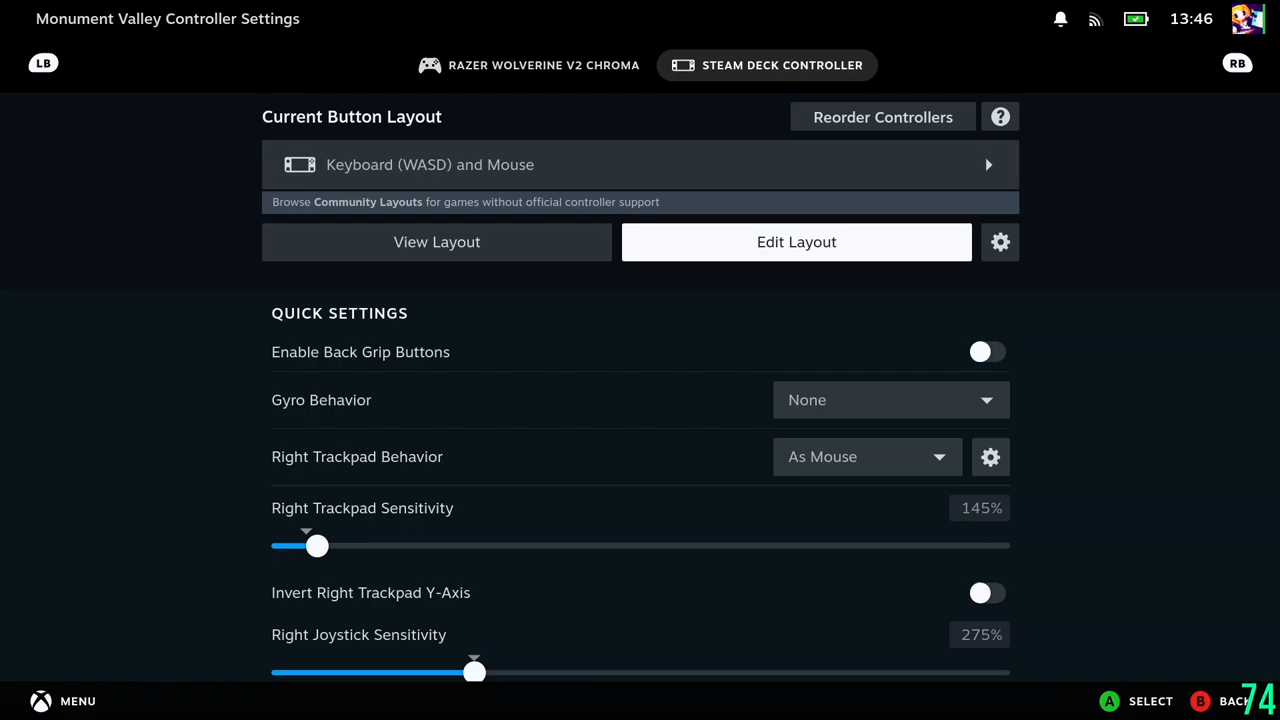 Monument Valley Controller Settings
13:46
LB
RAZER WOLVERINE V2 CHROMA
STEAM DECK CONTROLLER
RB
Current Button Layout
Reorder Controllers
?
Keyboard (WASD) and Mouse
Browse Community Layouts for games without official controller support
View Layout
Edit Layout
QUICK SETTINGS
Enable Back Grip Buttons
Gyro Behavior
None
Right Trackpad Behavior
As Mouse
Right Trackpad Sensitivity
145%
Invert Right Trackpad Y-Axis
Right Joystick Sensitivity
275%
MENU
A SELECT
B BACK
74